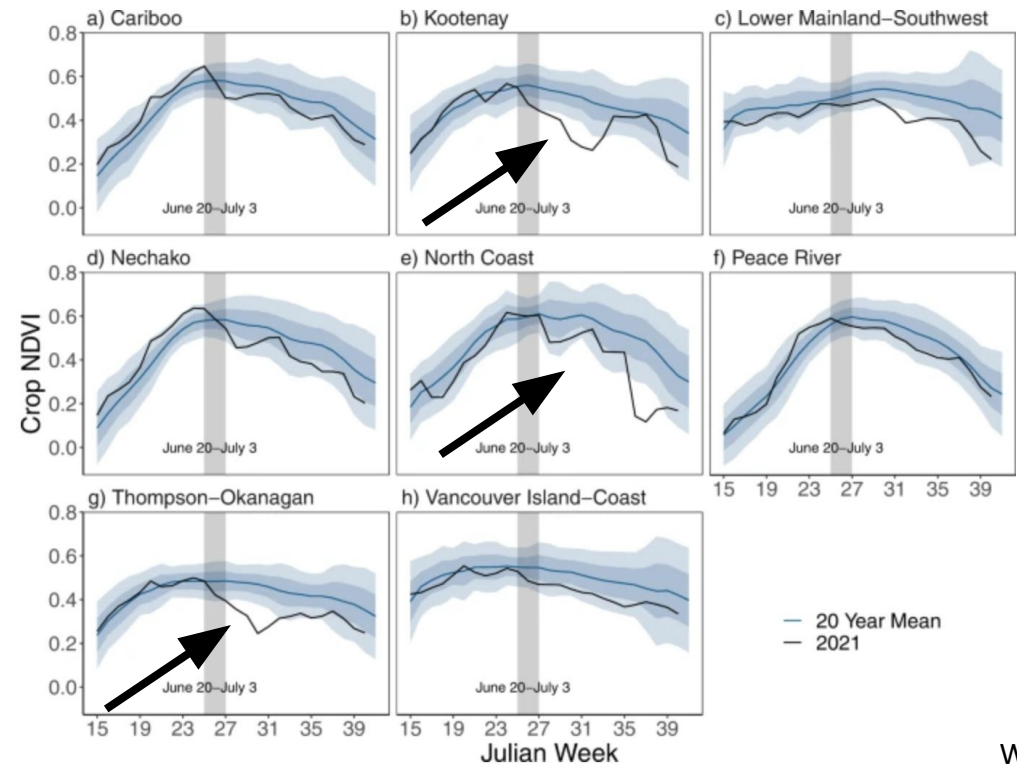 a) Cariboo
b) Kootenay
c) Lower Mainland–Southwest
0.8
0.6
0.4
0.2
0.0
June 20–July 3
June 20–July 3
June 20–July 3
d) Nechako
e) North Coast
f) Peace River
0.8
0.6
0.4
0.2
0.0
June 20–July 3
June 20–July 3
June 20–July 3
15 19 23 27 31 35 39
Crop NDVI
g) Thompson–Okanagan
h) Vancouver Island–Coast
0.8
0.6
0.4
0.2
0.0
June 20–July 3
June 20–July 3
20 Year Mean
2021
15 19 23 27 31 35 39
15 19 23 27 31 35 39
Julian Week
W